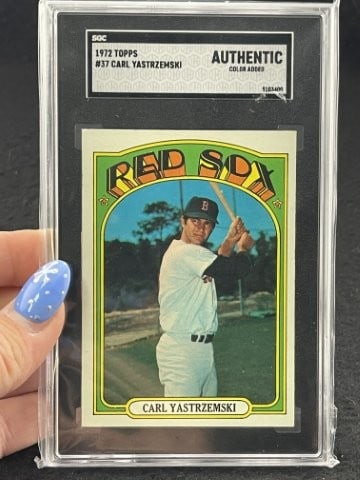 SGC
1972 TOPPS
#37 CARL YASTRZEMSKI
AUTHENTIC
COLOR ADDED
RED SOX
B
CARL YASTRZEMSKI